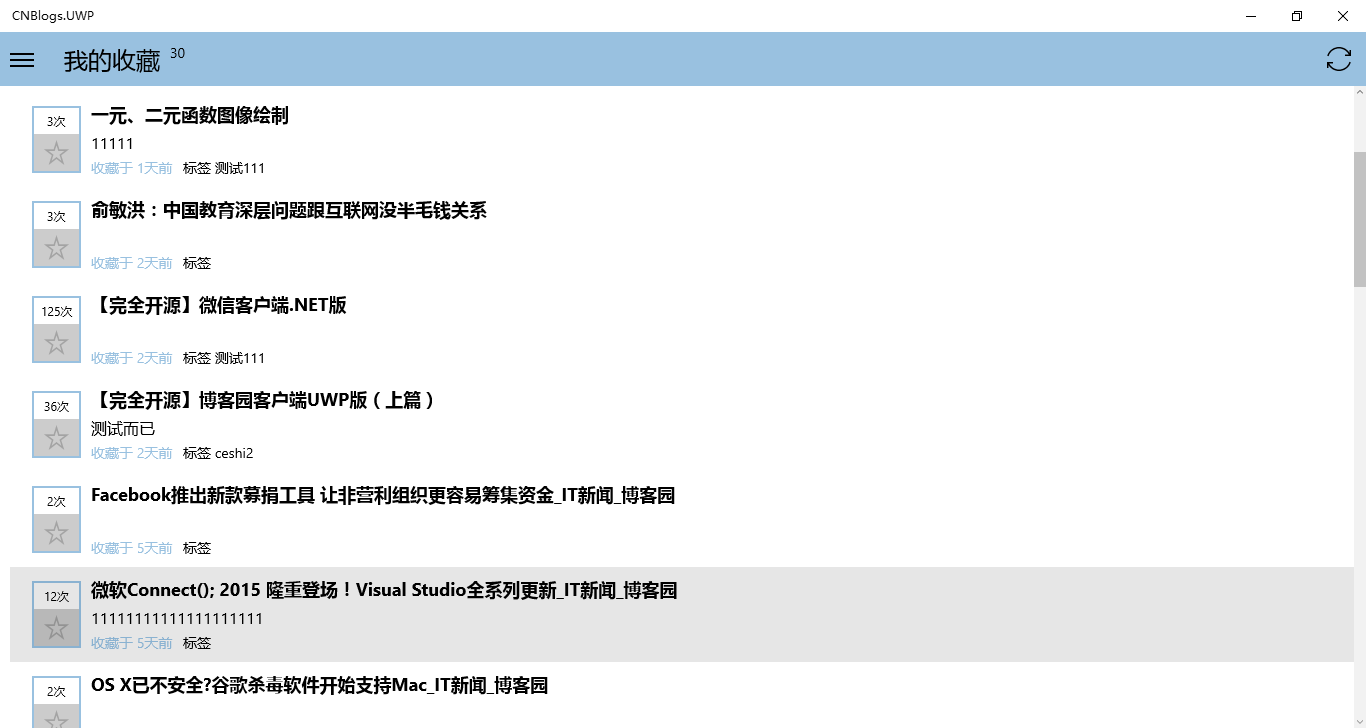 CNBlogs.UWP
我的收藏 30
3次
一元、二元函数图像绘制
11111
收藏于 1天前 标签 测试111
3次
俞敏洪：中国教育深层问题跟互联网没半毛钱关系
收藏于 2天前 标签
125次
【完全开源】微信客户端.NET版
收藏于 2天前 标签 测试111
36次
【完全开源】博客园客户端UWP版（上篇）
测试而已
收藏于 2天前 标签 ceshi2
2次
Facebook推出新款募捐工具 让非营利组织更容易筹集资金_IT新闻_博客园
收藏于 5天前 标签
12次
微软Connect(); 2015 隆重登场！Visual Studio全系列更新_IT新闻_博客园
11111111111111111111
收藏于 5天前 标签
2次
OS X已不安全?谷歌杀毒软件开始支持Mac_IT新闻_博客园